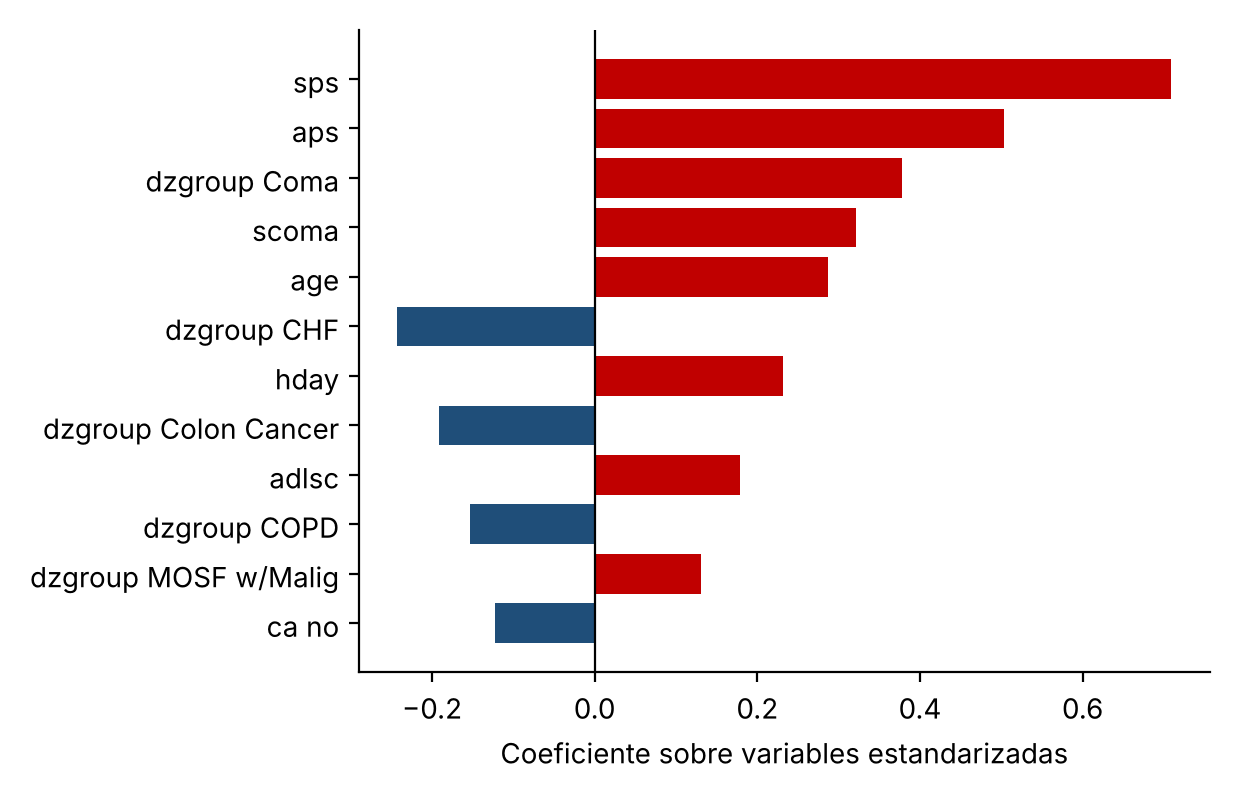 sps
aps
dzgroup Coma
scoma
age
dzgroup CHF
hday
dzgroup Colon Cancer
adlsc
dzgroup COPD
dzgroup MOSF w/Malig
ca no
−0.2 0.0 0.2 0.4 0.6
Coeficiente sobre variables estandarizadas